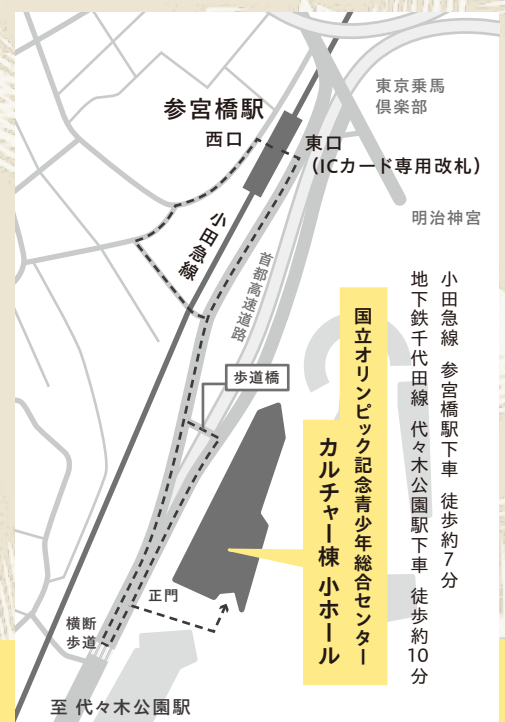 東京乗馬
倶楽部
参宮橋駅
西口
東口
（ICカード専用改札）
明治神宮
小田急線
首都高速道路
小田急線 参宮橋駅下車 徒歩約7分
地下鉄千代田線 代々木公園駅下車 徒歩約10分
国立オリンピック記念青少年総合センター
カルチャー棟 小ホール
歩道橋
正門
横断
歩道
至 代々木公園駅